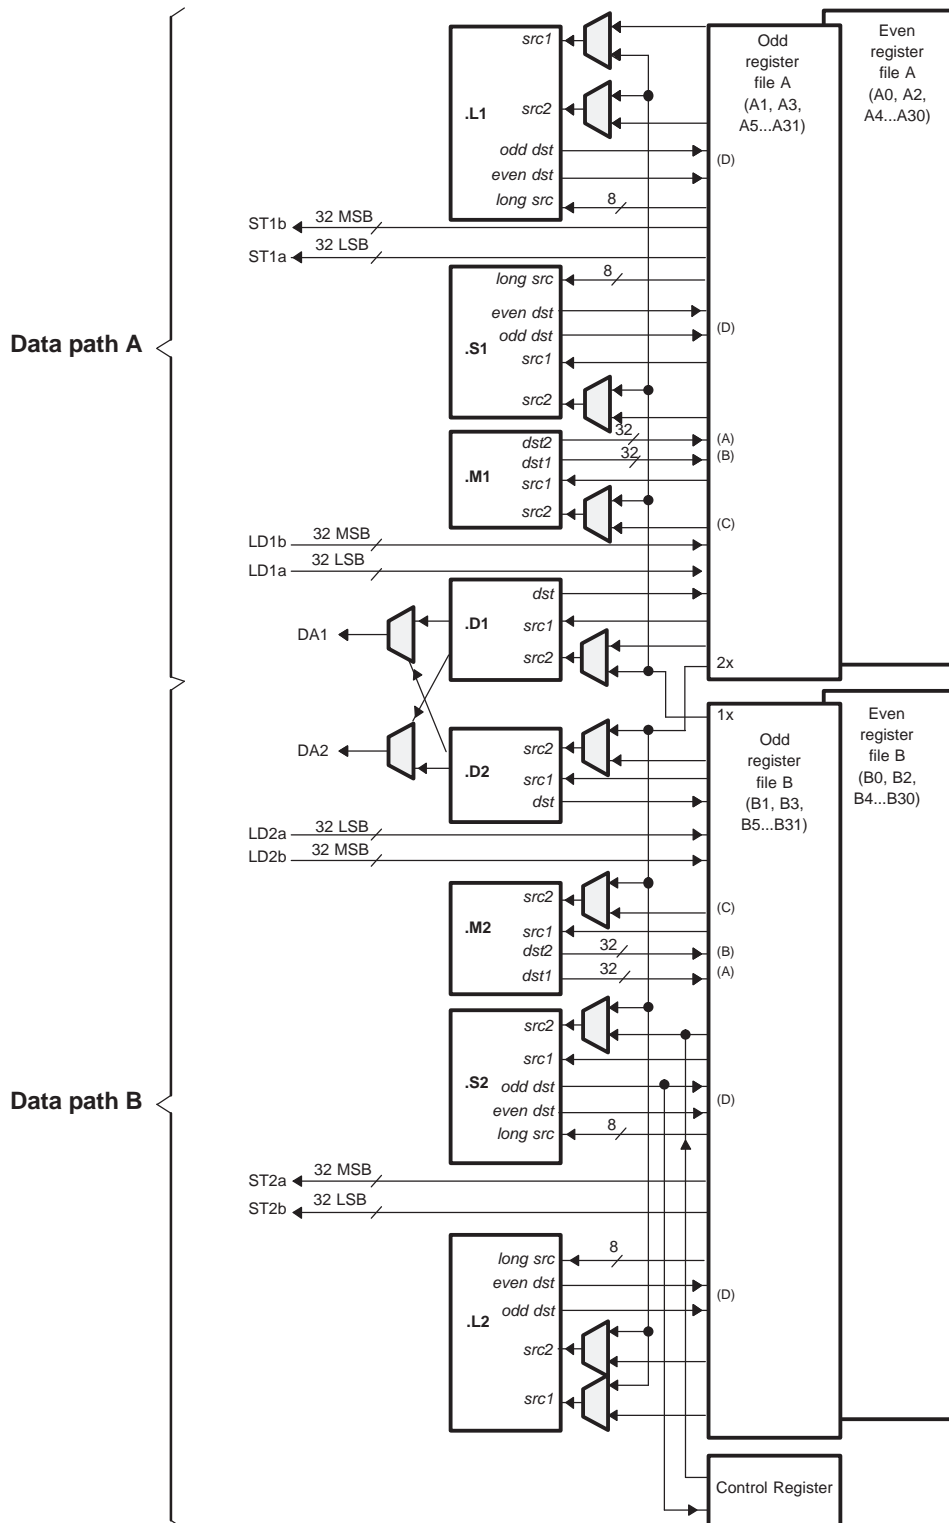 src1
Odd
register
file A
(A1, A3,
A5...A31)
Even
register
file A
(A0, A2,
A4...A30)
.L1
src2
odd dst
(D)
even dst
long src
8
ST1b
32 MSB
ST1a
32 LSB
long src
8
even dst
(D)
odd dst
.S1
src1
src2
Data path A
dst2
32
(A)
dst1
32
(B)
.M1
src1
src2
(C)
LD1b
32 MSB
LD1a
32 LSB
dst
DA1
.D1
src1
src2
2x
1x
Odd
register
file B
(B1, B3,
B5...B31)
Even
register
file B
(B0, B2,
B4...B30)
DA2
src2
.D2
src1
dst
LD2a
32 LSB
LD2b
32 MSB
src2
(C)
.M2
src1
dst2
32
(B)
dst1
32
(A)
src2
src1
.S2
odd dst
(D)
even dst
long src
8
Data path B
ST2a
32 MSB
ST2b
32 LSB
long src
8
even dst
(D)
odd dst
.L2
src2
src1
Control Register